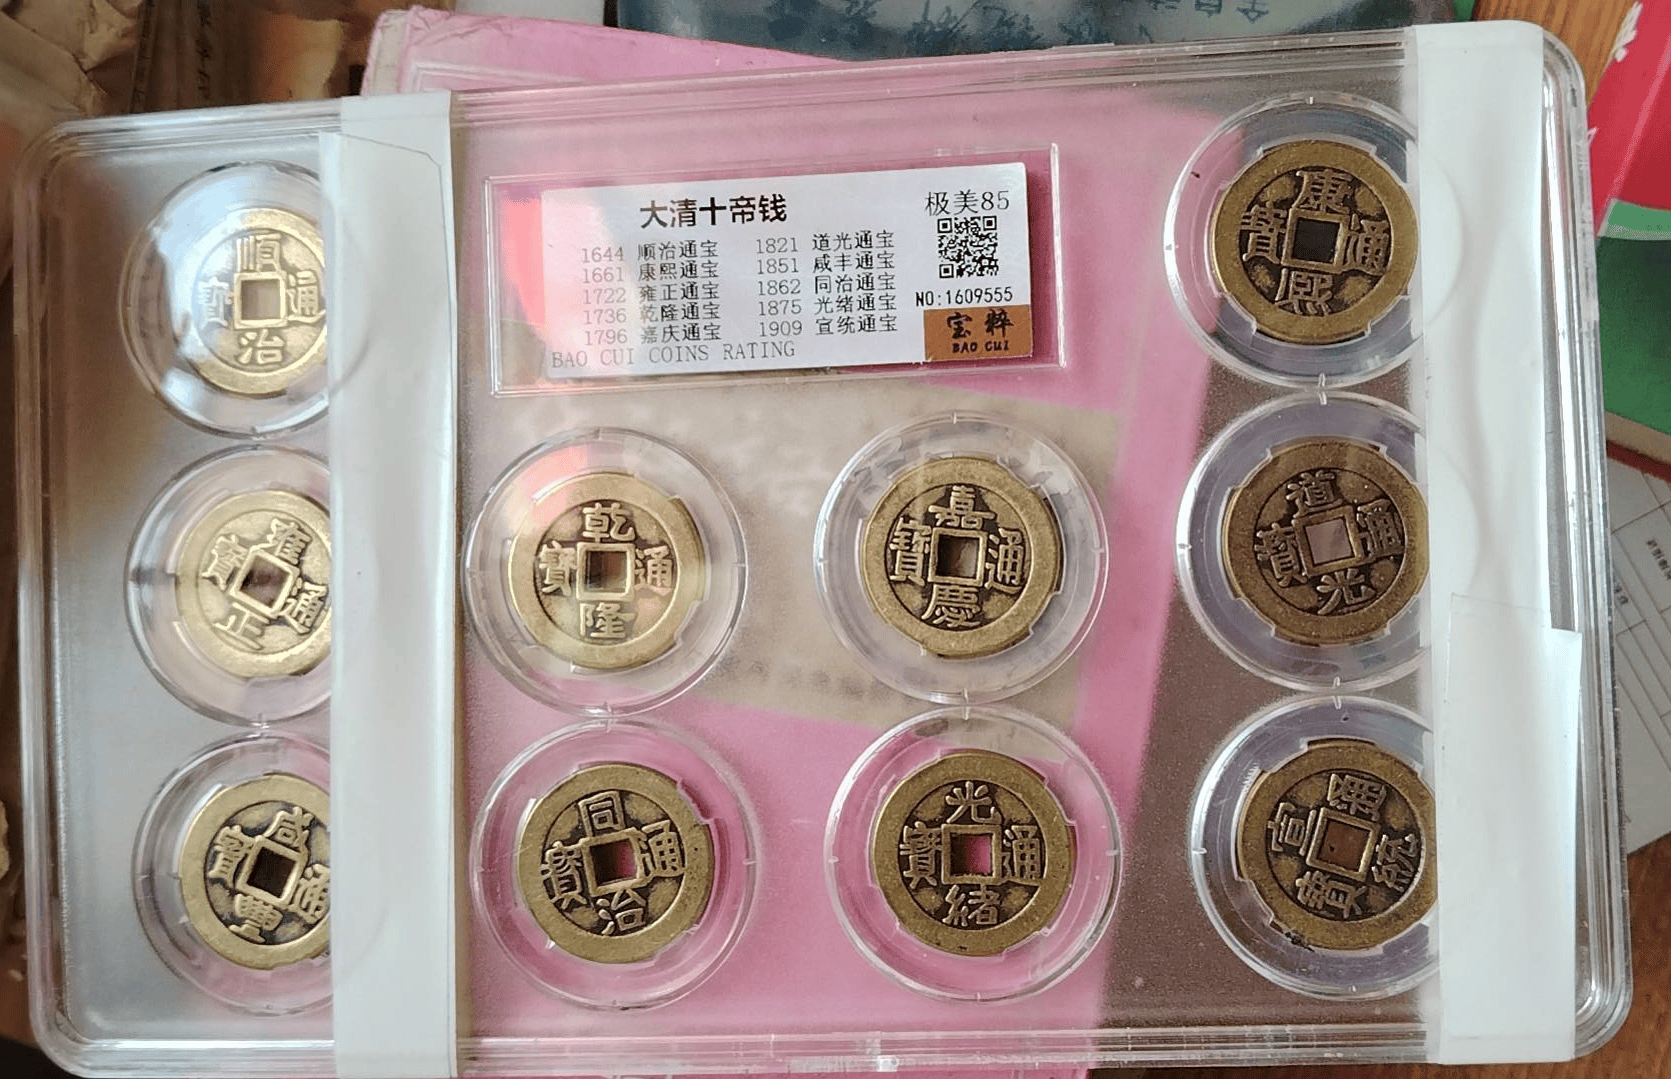 大清十帝钱
极美85
1644 顺治通宝 1821 道光通宝
1661 康熙通宝 1851 咸丰通宝
1722 雍正通宝 1862 同治通宝
1736 乾隆通宝 1875 光绪通宝
1796 嘉庆通宝 1909 宣统通宝
NO:1609555
BAO CUI COINS RATING
宝粹
BAO CUI
順治通寳
康熙通寶
雍正通寶
乾隆通寶
嘉慶通寶
道光通寶
咸豐通寶
同治通寶
光緒通寶
宣統通寶